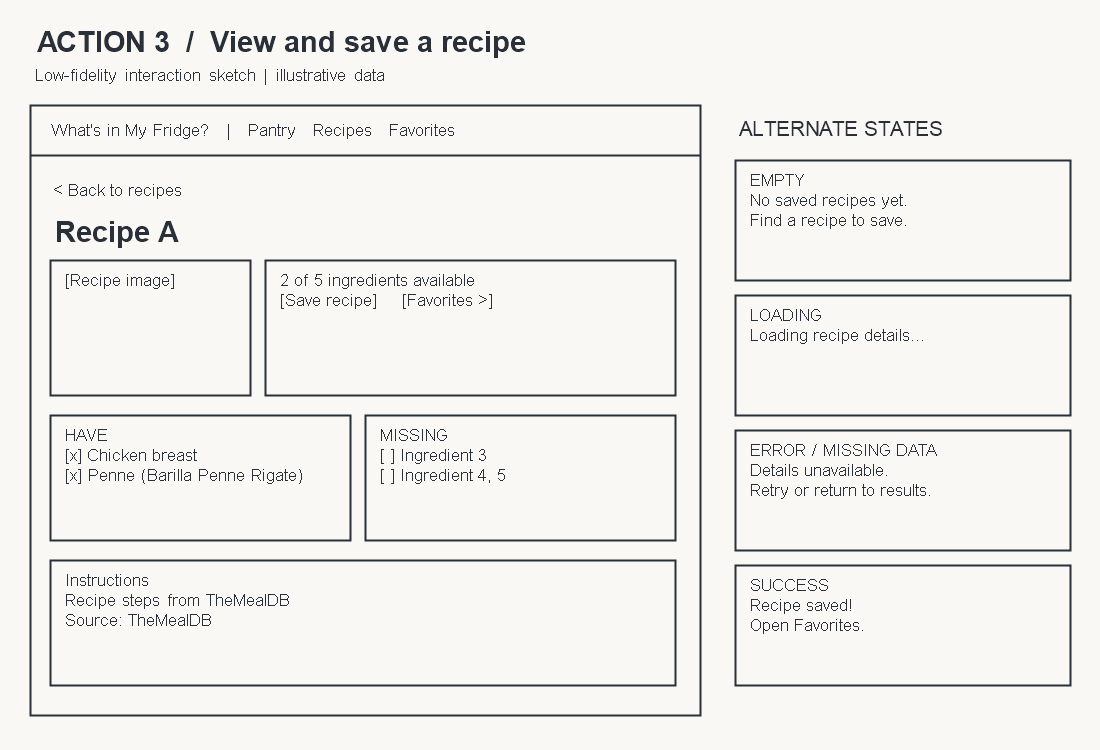 ACTION 3 / View and save a recipe
Low-fidelity interaction sketch | illustrative data
What's in My Fridge? | Pantry Recipes Favorites
< Back to recipes
Recipe A
[Recipe image]
2 of 5 ingredients available
[Save recipe] [Favorites >]
HAVE
[x] Chicken breast
[x] Penne (Barilla Penne Rigate)
MISSING
[ ] Ingredient 3
[ ] Ingredient 4, 5
Instructions
Recipe steps from TheMealDB
Source: TheMealDB
ALTERNATE STATES
EMPTY
No saved recipes yet.
Find a recipe to save.
LOADING
Loading recipe details...
ERROR / MISSING DATA
Details unavailable.
Retry or return to results.
SUCCESS
Recipe saved!
Open Favorites.